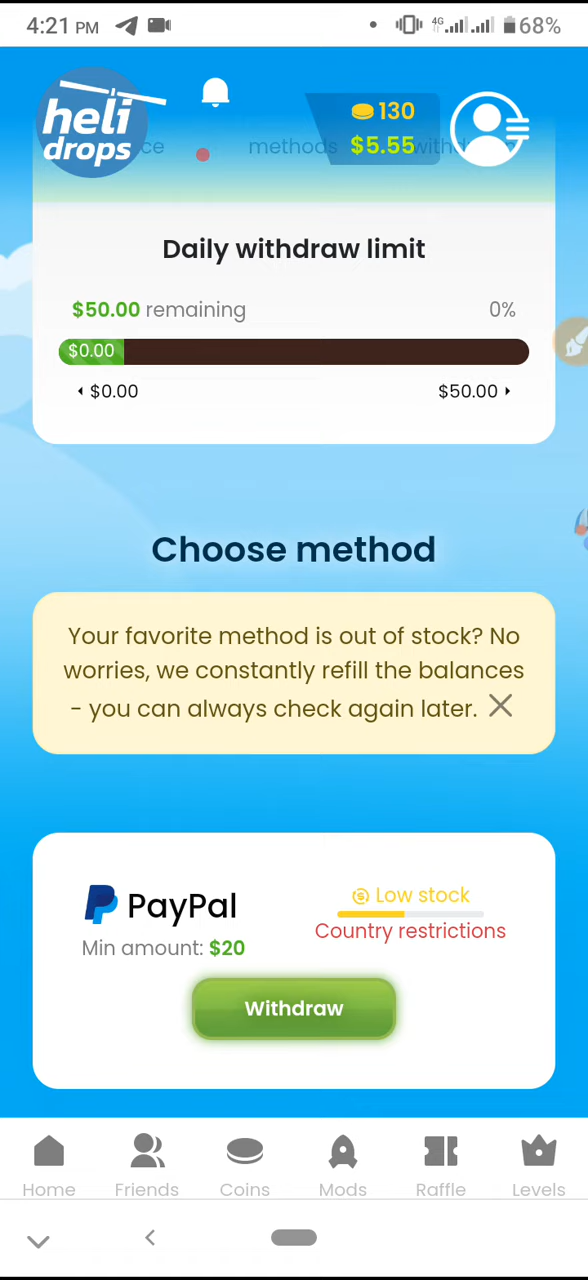 4:21 PM
4G
68%
heli
drops
130
$5.55
ce
methods
withd
Daily withdraw limit
$50.00 remaining
0%
$0.00
$0.00
$50.00
Choose method
Your favorite method is out of stock? No
worries, we constantly refill the balances
- you can always check again later.
PayPal
Low stock
Country restrictions
Min amount: $20
Withdraw
Home
Friends
Coins
Mods
Raffle
Levels